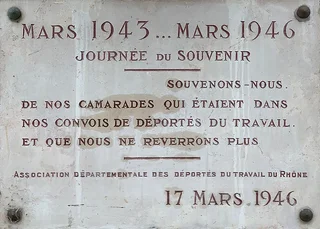 MARS 1943... MARS 1946
JOURNÉE DU SOUVENIR
SOUVENONS-NOUS.
DE NOS CAMARADES QUI ÉTAIENT DANS
NOS CONVOIS DE DÉPORTÉS DU TRAVAIL.
ET QUE NOUS NE REVERRONS PLUS
ASSOCIATION DÉPARTEMENTALE DES DÉPORTÉS DU TRAVAIL DU RHÔNE
17 MARS 1946